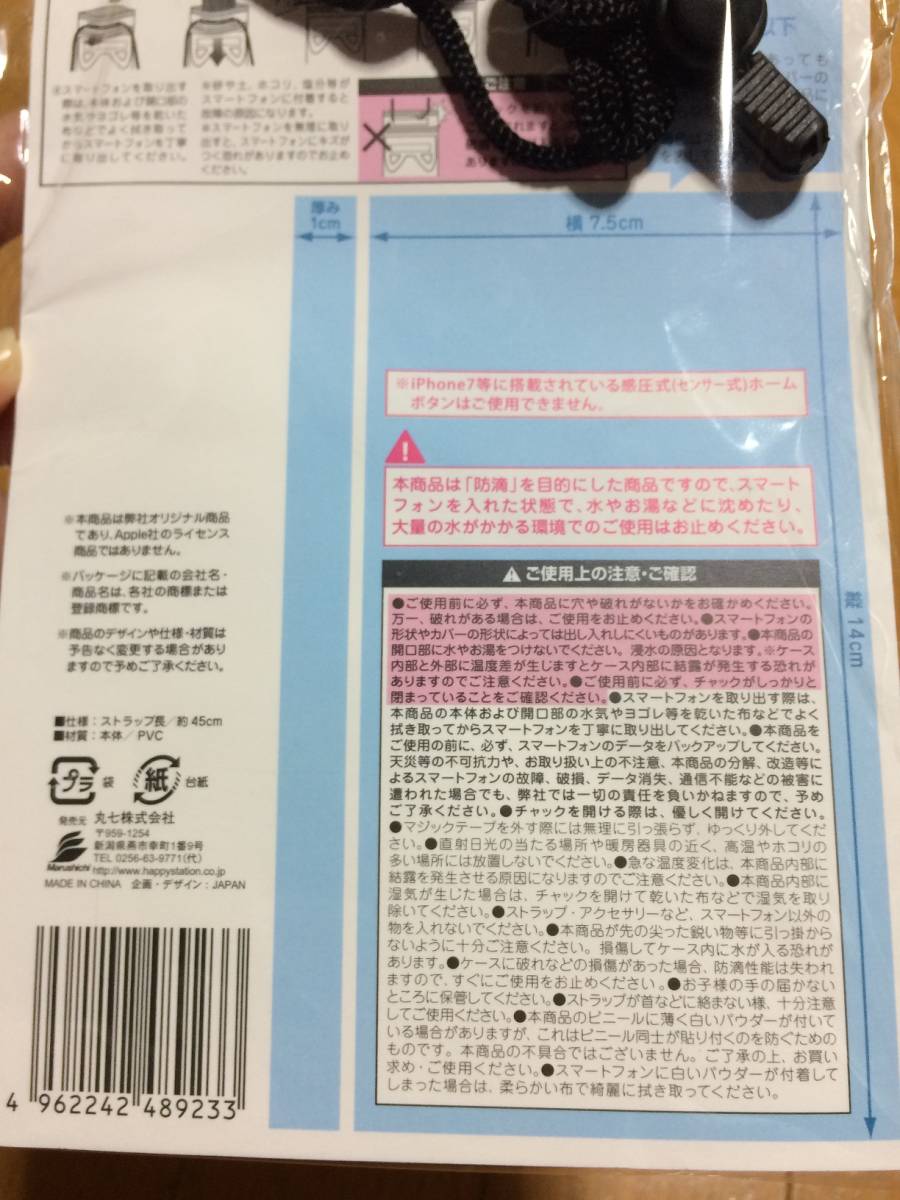 ※スマートフォンを取り出す
際は、本体および開口部の
水気やヨゴレ等を乾いた
布などでよく拭き取って
からスマートフォンを丁寧
に取り出してください。
※砂や土、ホコリ、塩分等が
スマートフォンに付着すると
故障の原因になります。
※スマートフォンを無理に取り
出すと、スマートフォンにキズが
つく恐れがありますのでお止め
ください。
以下
厚み
1cm
横 7.5cm
縦 14cm
※iPhone7等に搭載されている感圧式(センサー式)ホーム
ボタンはご使用できません。
本商品は「防滴」を目的にした商品ですので、スマート
フォンを入れた状態で、水やお湯などに沈めたり、
大量の水がかかる環境でのご使用はお止めください。
※本商品は弊社オリジナル商品
であり、Apple社のライセンス
商品ではありません。
※パッケージに記載の会社名・
商品名は、各社の商標または
登録商標です。
※商品のデザインや仕様・材質は
予告なく変更する場合があり
ますので予めご了承ください。
■仕様：ストラップ長／約45cm
■材質：本体／PVC
プラ 袋 紙 台紙
発売元 丸七株式会社
〒959-1254
新潟県燕市幸町1番9号
TEL 0256-63-9771(代)
Marushichi http://www.happystation.co.jp
MADE IN CHINA 企画・デザイン：JAPAN
4 962242 489233
ご使用上の注意・ご確認
●ご使用前に必ず、本商品に穴や破れがないかをお確かめください。
万一、破れがある場合は、ご使用をお止めください。●スマートフォンの
形状やカバーの形状によっては出し入れしにくいものがあります。●本商品の
開口部に水やお湯をつけないでください。浸水の原因となります。※ケース
内部と外部に温度差が生じますとケース内部に結露が発生する恐れが
ありますのでご注意ください。●ご使用前に必ず、チャックがしっかりと
閉まっていることをご確認ください。●スマートフォンを取り出す際は、
本商品の本体および開口部の水気やヨゴレ等を乾いた布などでよく
拭き取ってからスマートフォンを丁寧に取り出してください。●本商品を
ご使用の前に、必ず、スマートフォンのデータをバックアップしてください。
天災等の不可抗力や、お取り扱い上の不注意、本商品の分解、改造等に
よるスマートフォンの故障、破損、データ消失、通信不能などの被害に
遭われた場合でも、弊社では一切の責任を負いかねますので、予め
ご了承ください。●チャックを開ける際は、優しく開けてください。
●マジックテープを外す際には無理に引っ張らず、ゆっくり外してくだ
さい。●直射日光の当たる場所や暖房器具の近く、高温やホコリの
多い場所には放置しないでください。●急な湿度変化は、本商品内部に
結露を発生させる原因になりますのでご注意ください。●本商品内部に
湿気が生じた場合は、チャックを開けて乾いた布などで湿気を取り
除いてください。●ストラップ・アクセサリーなど、スマートフォン以外の
物を入れないでください。●本商品が先の尖った鋭い物等に引っ掛から
ないように十分ご注意ください。損傷してケース内に水が入る恐れが
あります。●ケースに破れなどの損傷があった場合、防滴性能は失われ
ますので、すぐにご使用をお止めください。●お子様の手の届かない
ところに保管してください。●ストラップが首などに絡まない様、十分注意
してご使用ください。●本商品のビニールに薄く白いパウダーが付いて
いる場合がありますが、これはビニール同士が貼り付くのを防ぐための
ものです。本商品の不具合ではございません。ご了承の上、お買い
求め・ご使用ください。●スマートフォンに白いパウダーが付着して
しまった場合は、柔らかい布で綺麗に拭き取ってください。